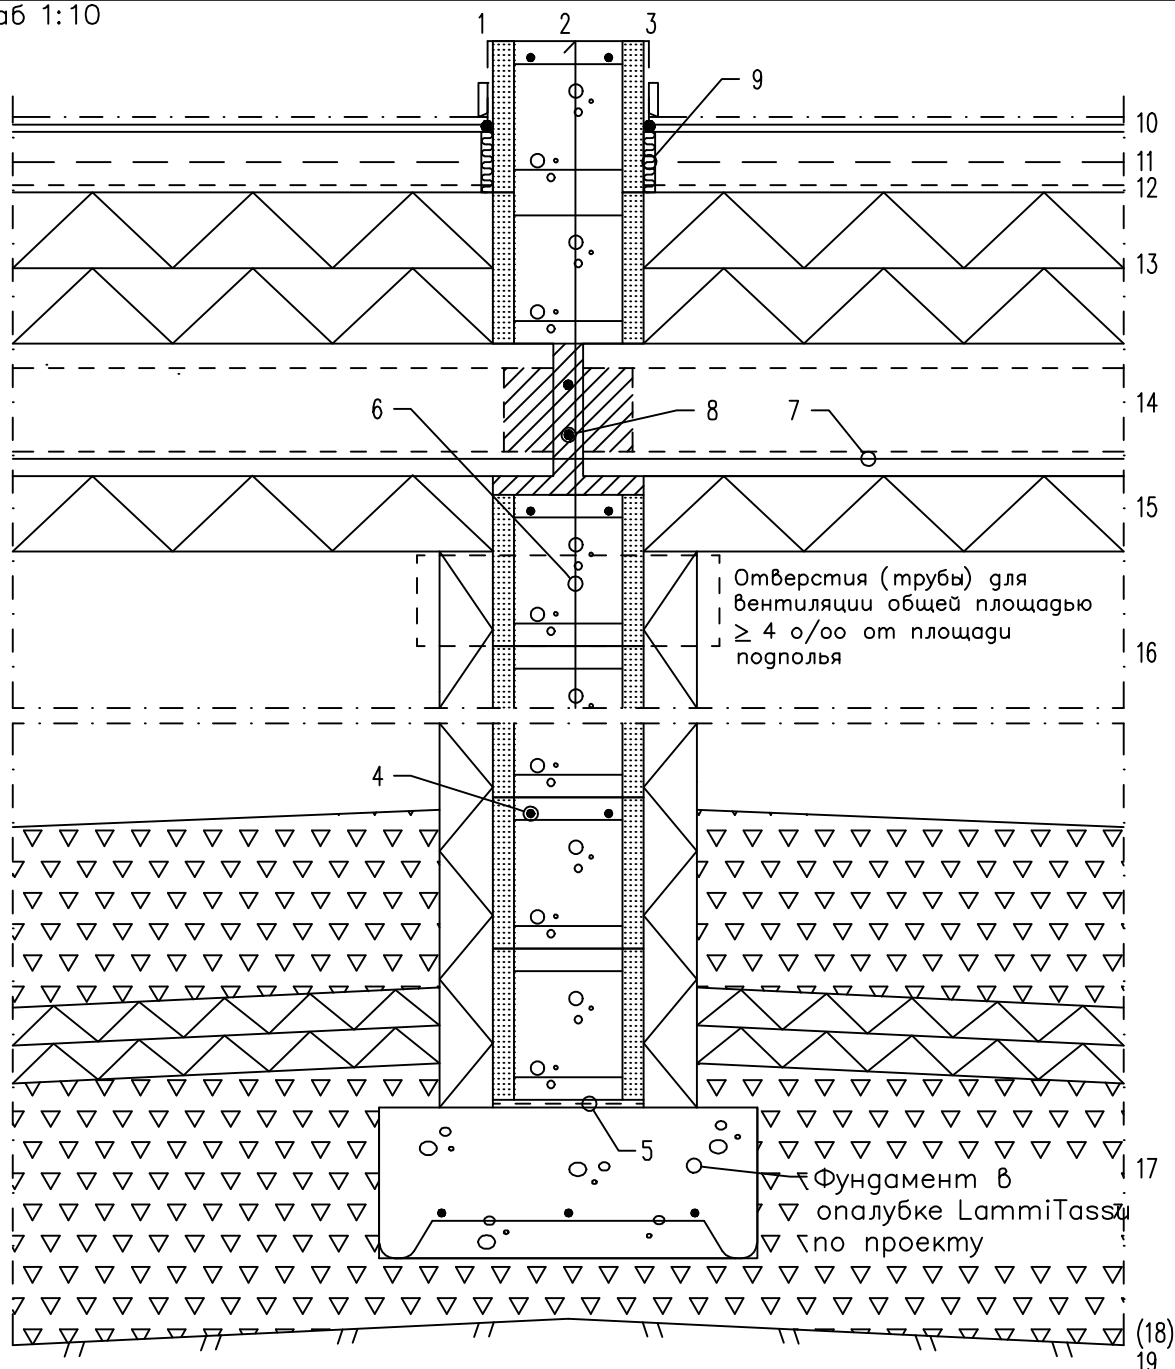 аб 1:10
1 2 3
9
10
11
12
13
6 8 7
14
15
Отверстия (трубы) для
вентиляции общей площадью
≥ 4 о/оо от площади
подполья
16
4
5
17
Фундамент в
опалубке LammiTassu
по проекту
(18)
19